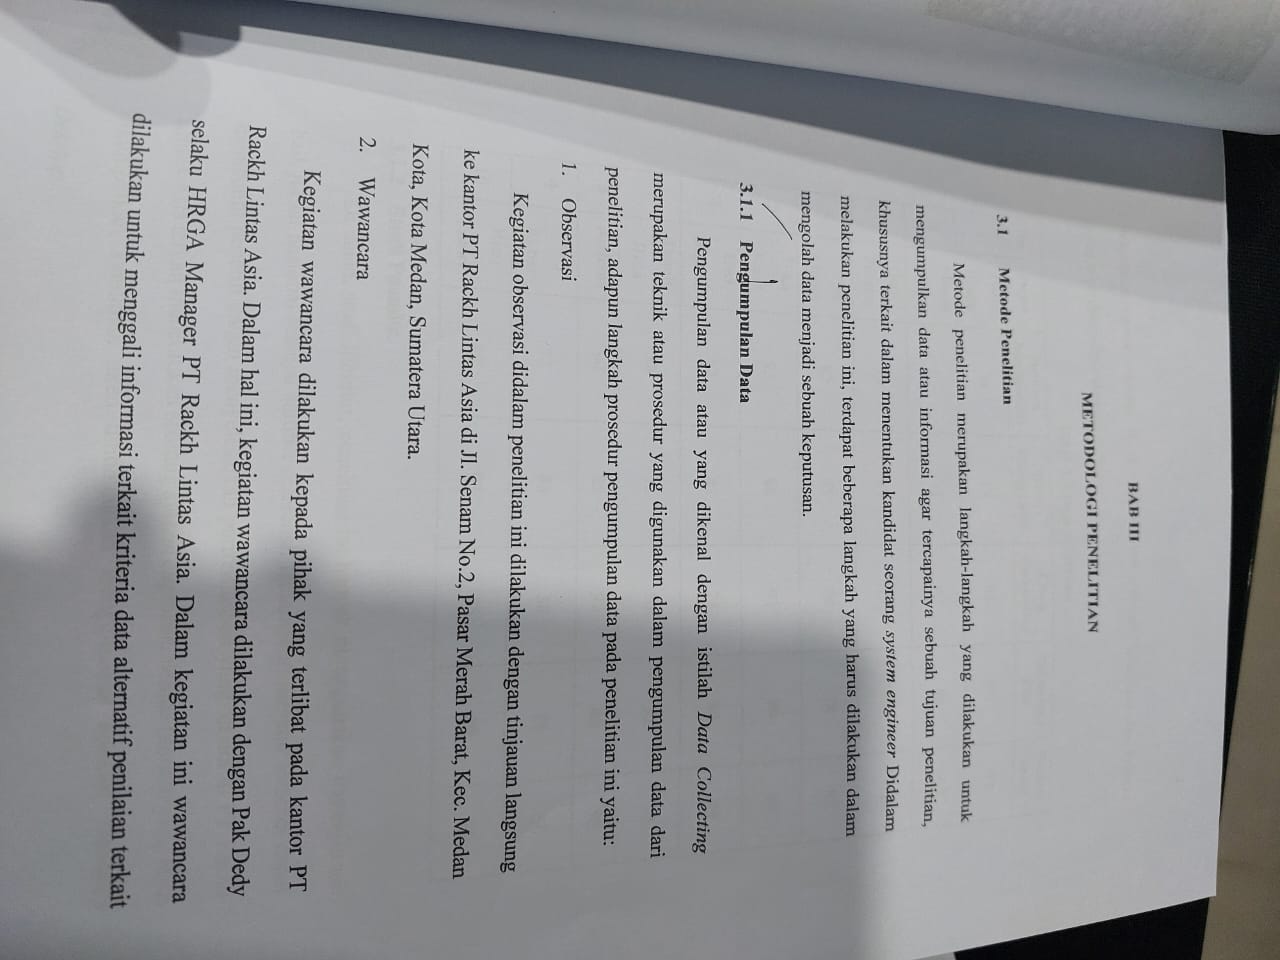 BAB III
METODOLOGI PENELITIAN
3.1 Metode Penelitian
Metode penelitian merupakan langkah-langkah yang dilakukan untuk
mengumpulkan data atau informasi agar tercapainya sebuah tujuan penelitian,
khususnya terkait dalam menentukan kandidat seorang system engineer Didalam
melakukan penelitian ini, terdapat beberapa langkah yang harus dilakukan dalam
mengolah data menjadi sebuah keputusan.
3.1.1 Pengumpulan Data
Pengumpulan data atau yang dikenal dengan istilah Data Collecting
merupakan teknik atau prosedur yang digunakan dalam pengumpulan data dari
penelitian, adapun langkah prosedur pengumpulan data pada penelitian ini yaitu:
1. Observasi
Kegiatan observasi didalam penelitian ini dilakukan dengan tinjauan langsung
ke kantor PT Rackh Lintas Asia di Jl. Senam No.2, Pasar Merah Barat, Kec. Medan
Kota, Kota Medan, Sumatera Utara.
2. Wawancara
Kegiatan wawancara dilakukan kepada pihak yang terlibat pada kantor PT
Rackh Lintas Asia. Dalam hal ini, kegiatan wawancara dilakukan dengan Pak Dedy
selaku HRGA Manager PT Rackh Lintas Asia. Dalam kegiatan ini wawancara
dilakukan untuk menggali informasi terkait kriteria data alternatif penilaian terkait